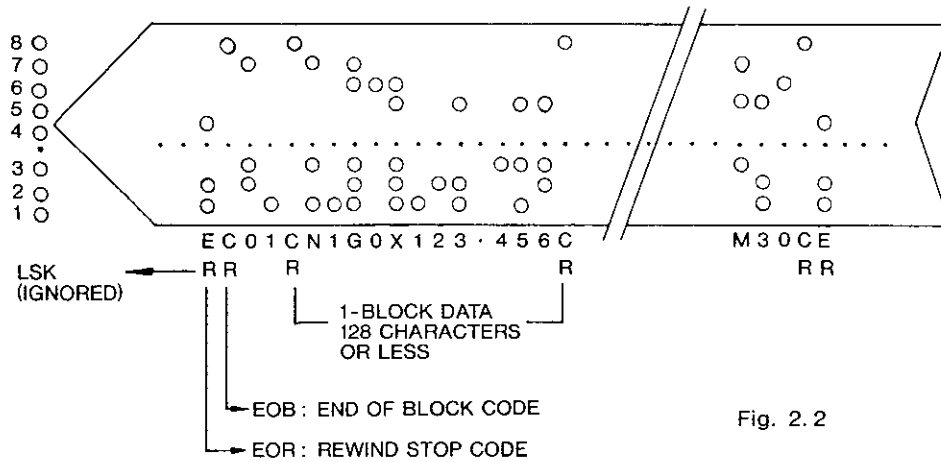 8
7
6
5
4
3
2
1
E C 0 1 C N 1 G 0 X 1 2 3 · 4 5 6 C M 3 0 C E
R R R R R R
LSK
(IGNORED)
1-BLOCK DATA
128 CHARACTERS
OR LESS
EOB : END OF BLOCK CODE
EOR : REWIND STOP CODE
Fig. 2.2